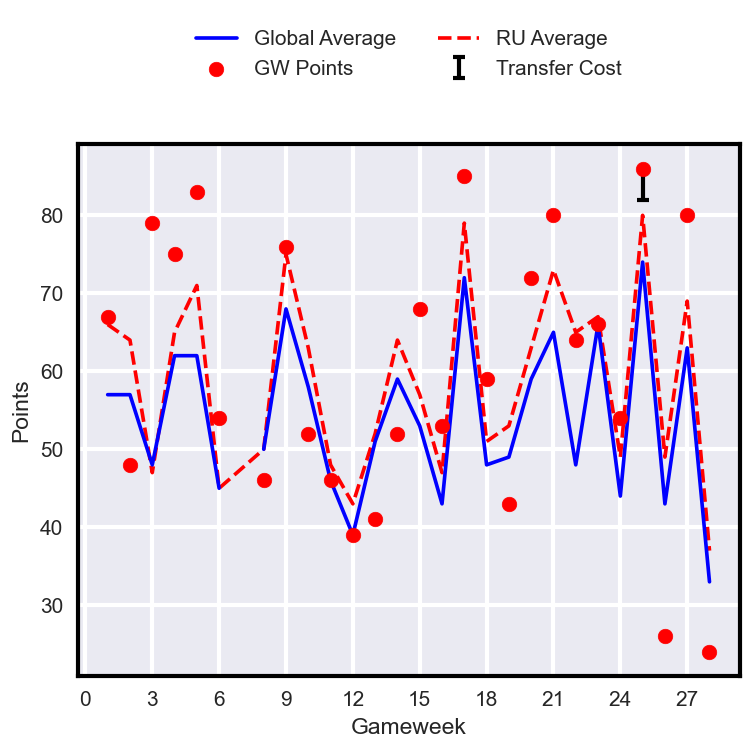 Global Average
RU Average
GW Points
Transfer Cost
80
70
60
50
40
30
Points
0 3 6 9 12 15 18 21 24 27
Gameweek